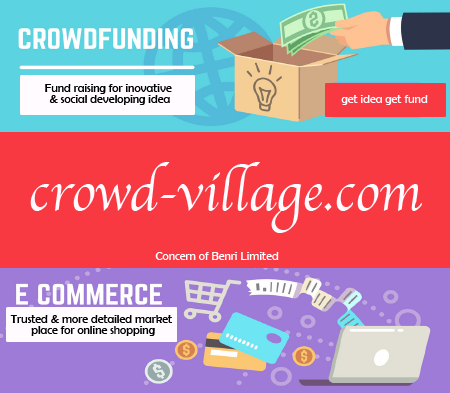 CROWDFUNDING
Fund raising for inovative
& social developing idea
get idea get fund
crowd-village.com
Concern of Benri Limited
E COMMERCE
Trusted & more detailed market
place for online shopping